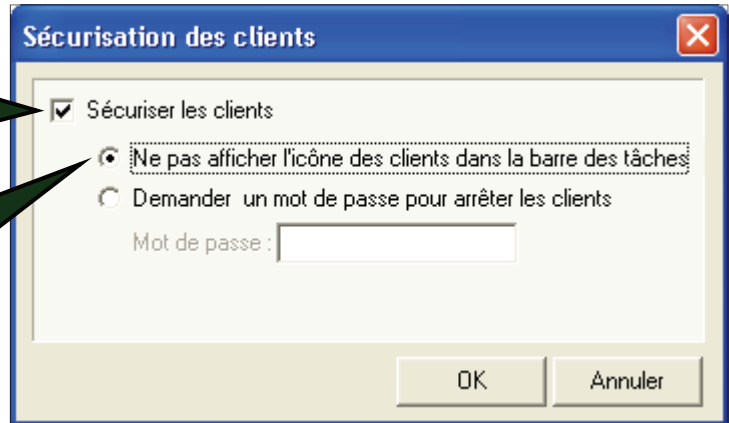 Sécurisation des clients
Sécuriser les clients
Ne pas afficher l'icône des clients dans la barre des tâches
Demander un mot de passe pour arrêter les clients
Mot de passe :
OK
Annuler